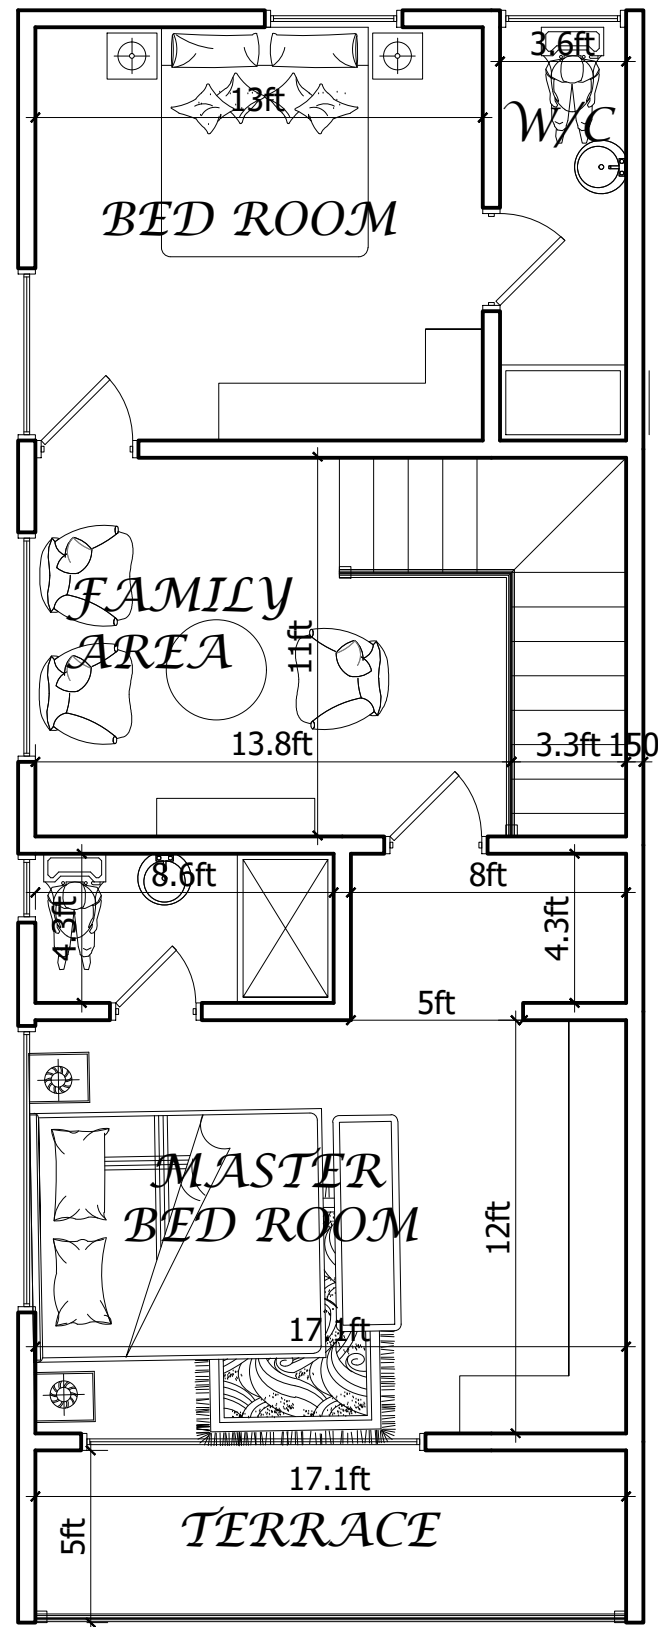 3.6ft
13ft
W/C
BED ROOM
FAMILY
AREA
11ft
13.8ft
3.3ft
150
8.6ft
8ft
4.3ft
4.3ft
5ft
MASTER
BED ROOM
12ft
17.1ft
17.1ft
TERRACE
5ft